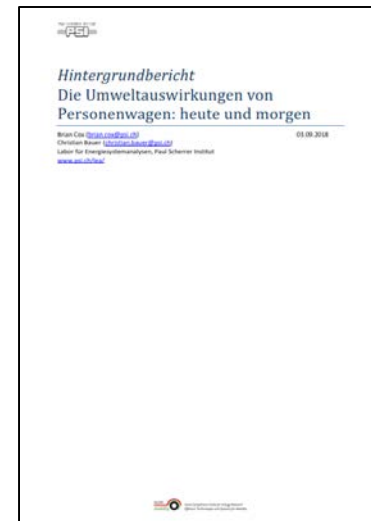 PSI
Hintergrundbericht
Die Umweltauswirkungen von
Personenwagen: heute und morgen
Brian Cox (brian.cox@psi.ch) 03.09.2018
Christian Bauer (christian.bauer@psi.ch)
Labor für Energiesystemanalysen, Paul Scherrer Institut
www.psi.ch/lea/